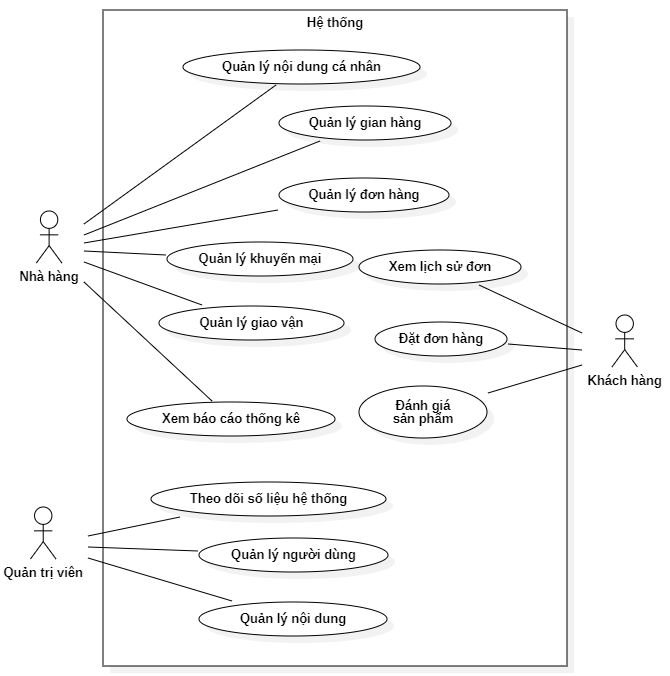 Hệ thống
Quản lý nội dung cá nhân
Quản lý gian hàng
Quản lý đơn hàng
Nhà hàng
Quản lý khuyến mại
Xem lịch sử đơn
Quản lý giao vận
Đặt đơn hàng
Khách hàng
Đánh giá
sản phẩm
Xem báo cáo thống kê
Theo dõi số liệu hệ thống
Quản lý người dùng
Quản trị viên
Quản lý nội dung